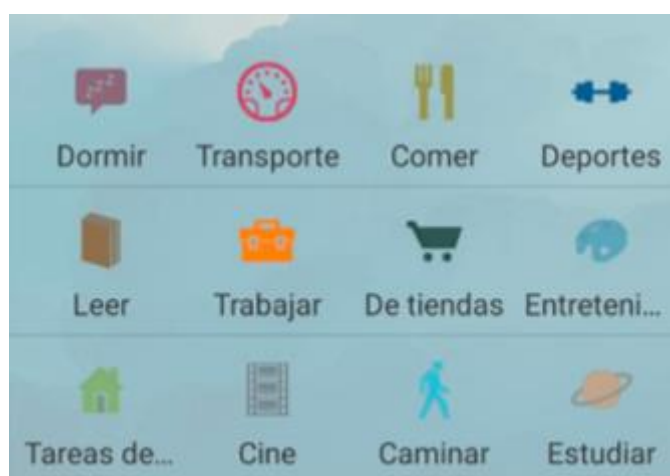 Dormir Transporte Comer Deportes
Leer Trabajar De tiendas Entreteni...
Tareas de... Cine Caminar Estudiar